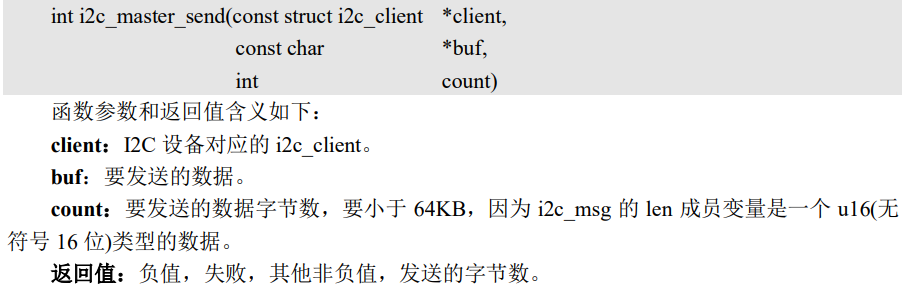 int i2c_master_send(const struct i2c_client *client,
const char *buf,
int count)
函数参数和返回值含义如下：
client：I2C 设备对应的 i2c_client。
buf：要发送的数据。
count：要发送的数据字节数，要小于 64KB，因为 i2c_msg 的 len 成员变量是一个 u16(无
符号 16 位)类型的数据。
返回值：负值，失败，其他非负值，发送的字节数。